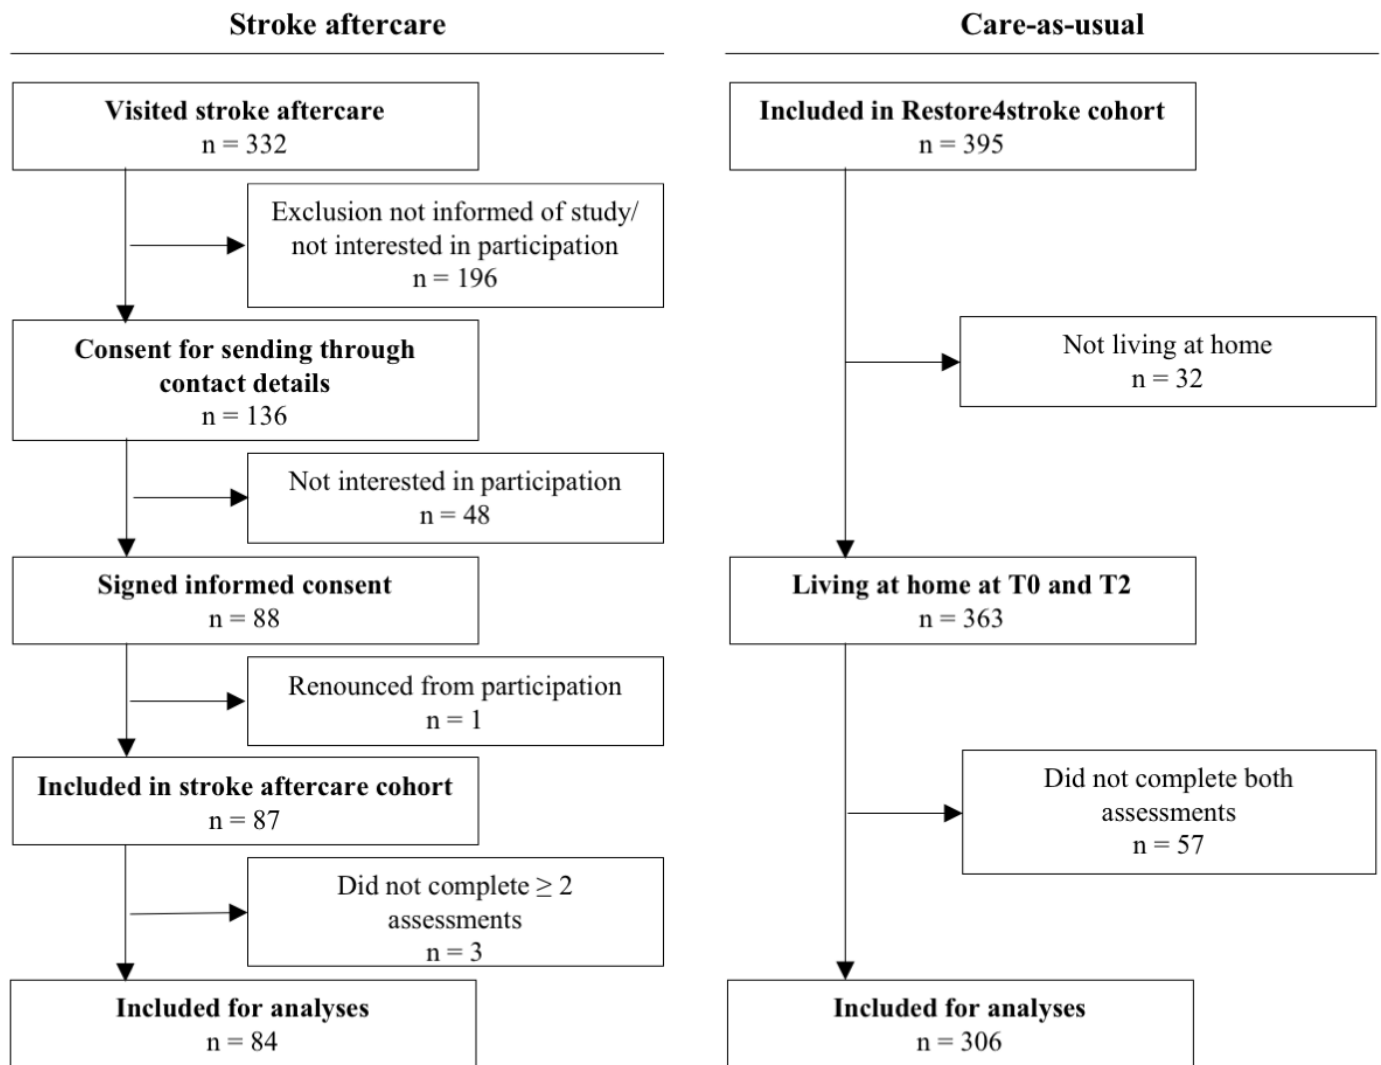 Stroke aftercare
Visited stroke aftercare
n = 332
Exclusion not informed of study/
not interested in participation
n = 196
Consent for sending through
contact details
n = 136
Not interested in participation
n = 48
Signed informed consent
n = 88
Renounced from participation
n = 1
Included in stroke aftercare cohort
n = 87
Did not complete ≥ 2
assessments
n = 3
Included for analyses
n = 84
Care-as-usual
Included in Restore4stroke cohort
n = 395
Not living at home
n = 32
Living at home at T0 and T2
n = 363
Did not complete both
assessments
n = 57
Included for analyses
n = 306